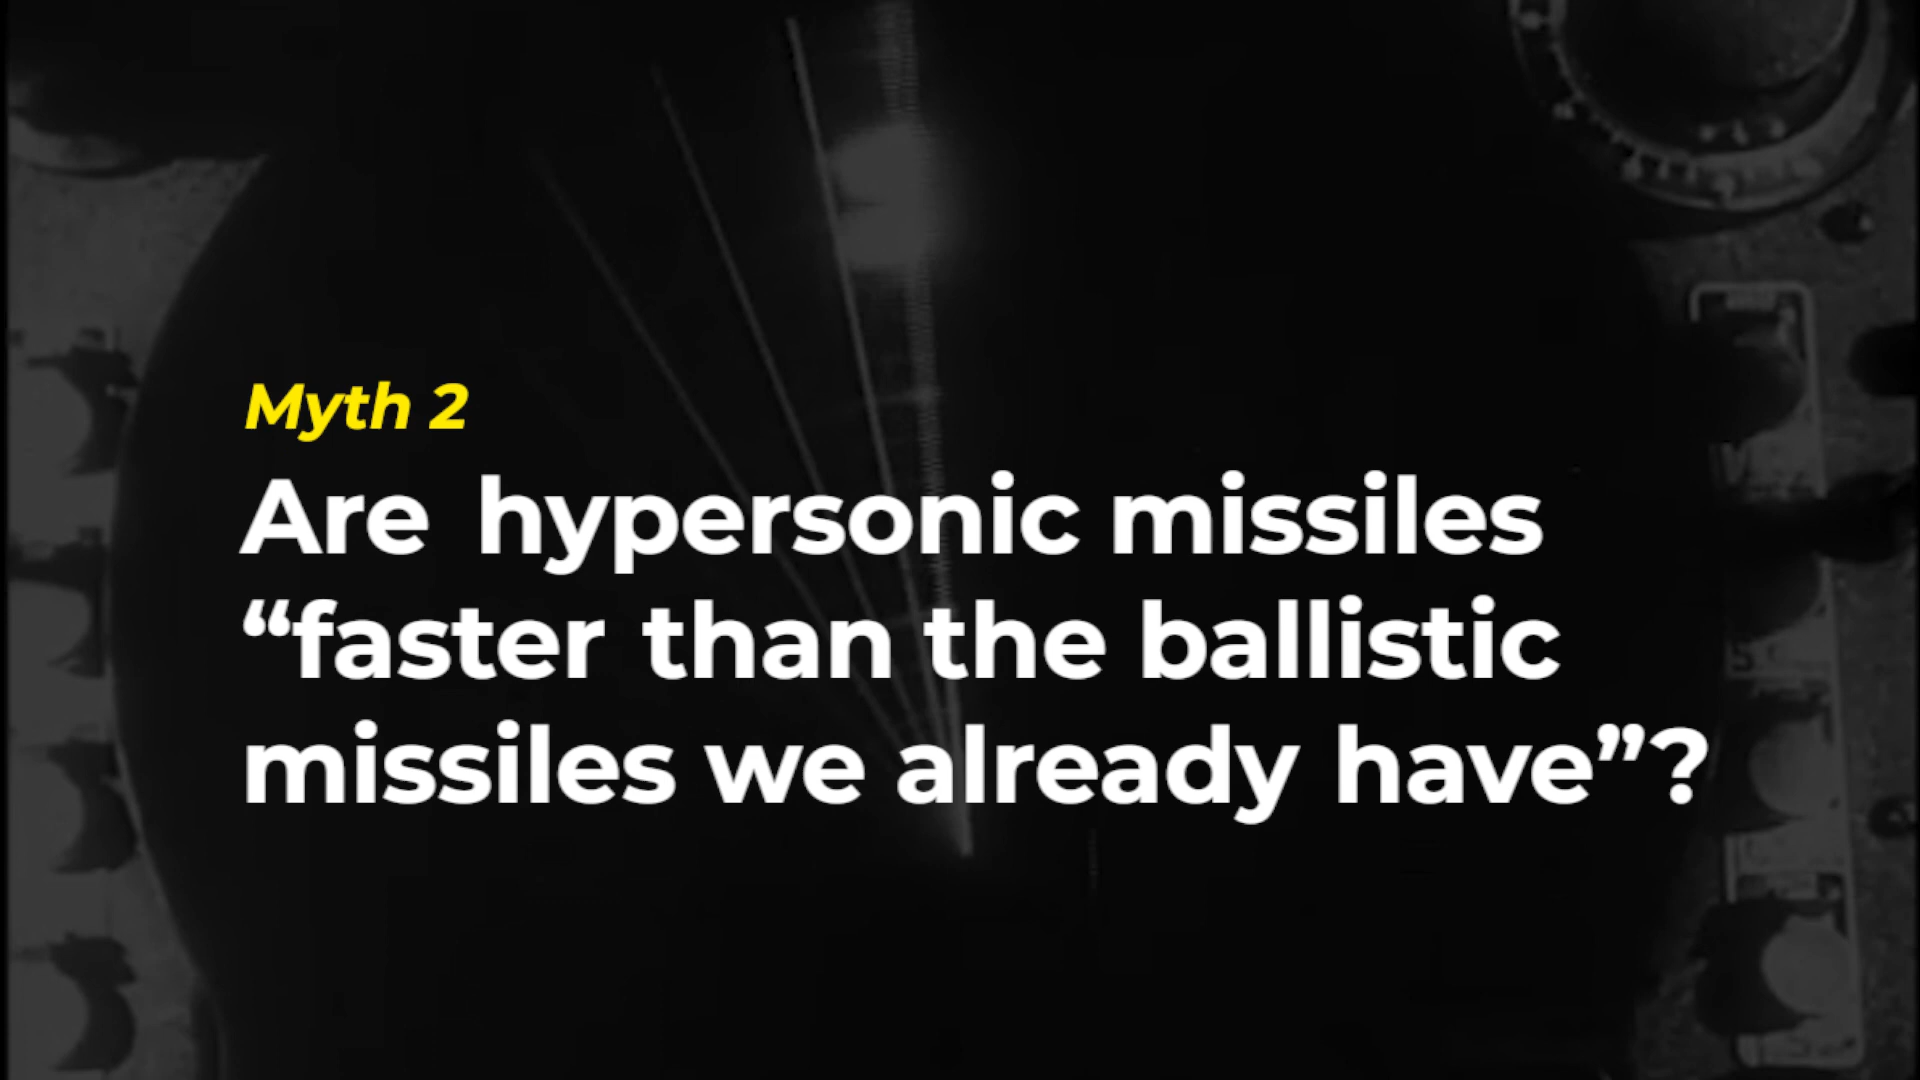 Myth 2
Are hypersonic missiles
“faster than the ballistic
missiles we already have”?